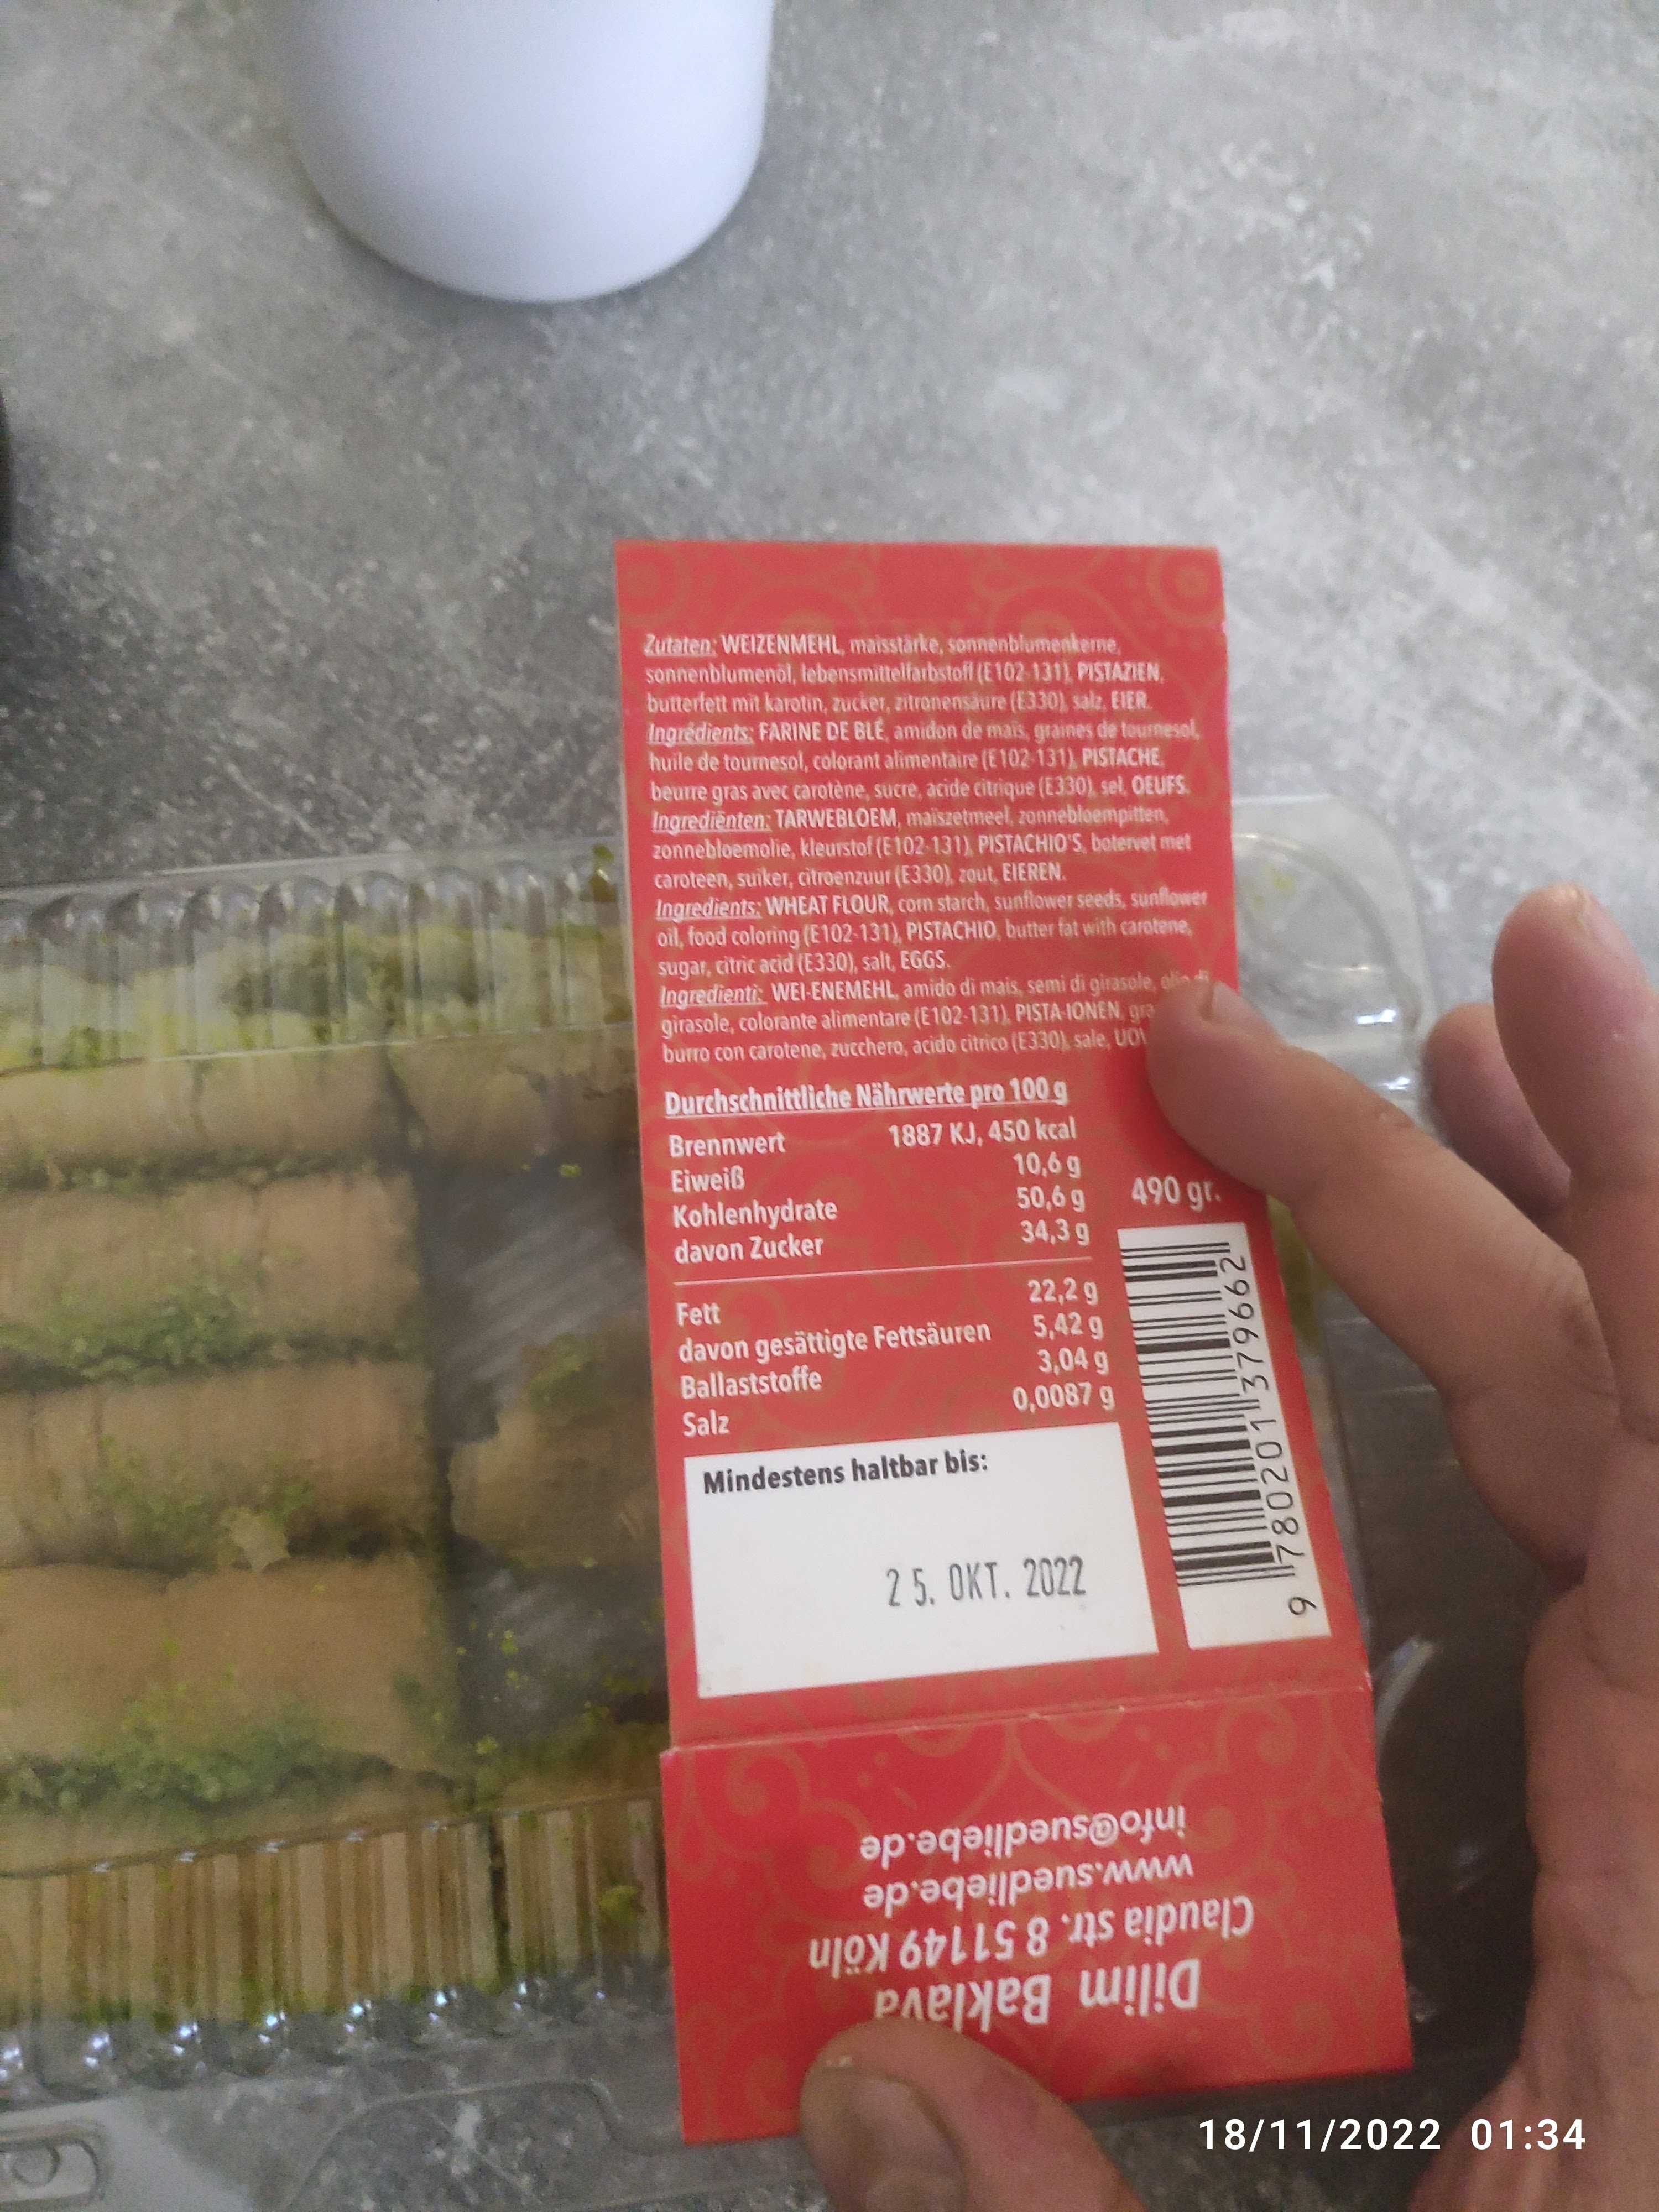 Zutaten: WEIZENMEHL, maisstärke, sonnenblumenkerne,
sonnenblumenöl, lebensmittelfarbstoff (E102-131), PISTAZIEN,
butterfett mit karotin, zucker, zitronensäure (E330), salz, EIER.
Ingrédients: FARINE DE BLÉ, amidon de maïs, graines de tournesol,
huile de tournesol, colorant alimentaire (E102-131), PISTACHE,
beurre gras avec carotène, sucre, acide citrique (E330), sel, OEUFS.
Ingrediënten: TARWEBLOEM, maïszetmeel, zonnebloempitten,
zonnebloemolie, kleurstof (E102-131), PISTACHIO'S, botervet met
caroteen, suiker, citroenzuur (E330), zout, EIEREN.
Ingredients: WHEAT FLOUR, corn starch, sunflower seeds, sunflower
oil, food coloring (E102-131), PISTACHIO, butter fat with carotene,
sugar, citric acid (E330), salt, EGGS.
Ingredienti: WEI-ENEMEHL, amido di mais, semi di girasole, olio di
girasole, colorante alimentare (E102-131), PISTA-IONEN,
burro con carotene, zucchero, acido citrico (E330), sale,
Durchschnittliche Nährwerte pro 100 g
Brennwert 1887 KJ, 450 kcal
Eiweiß 10,6 g
Kohlenhydrate 50,6 g
davon Zucker 34,3 g
Fett 22,2 g
davon gesättigte Fettsäuren 5,42 g
Ballaststoffe 3,04 g
Salz 0,0087 g
490 gr.
9 780201 379662
Mindestens haltbar bis:
25. OKT. 2022
Dilim Baklava
Claudia str. 8 51149 Köln
www.suedliebe.de
info@suedliebe.de
18/11/2022 01:34